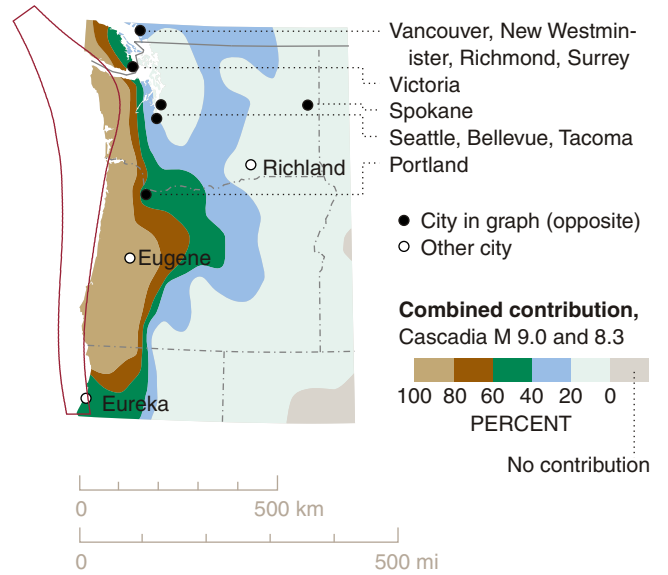 Vancouver, New Westmin-
ister, Richmond, Surrey
Victoria
Spokane
Seattle, Bellevue, Tacoma
Portland
Richland
Eugene
Eureka
City in graph (opposite)
Other city
Combined contribution,
Cascadia M 9.0 and 8.3
100 80 60 40 20 0
PERCENT
No contribution
0 500 km
0 500 mi